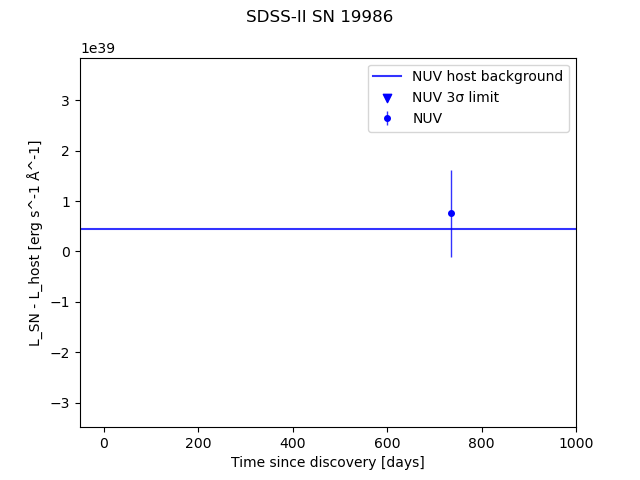 SDSS-II SN 19986
1e39
NUV host background
NUV 3σ limit
NUV
3
2
1
0
−1
−2
−3
L_SN - L_host [erg s^-1 Å^-1]
0 200 400 600 800 1000
Time since discovery [days]